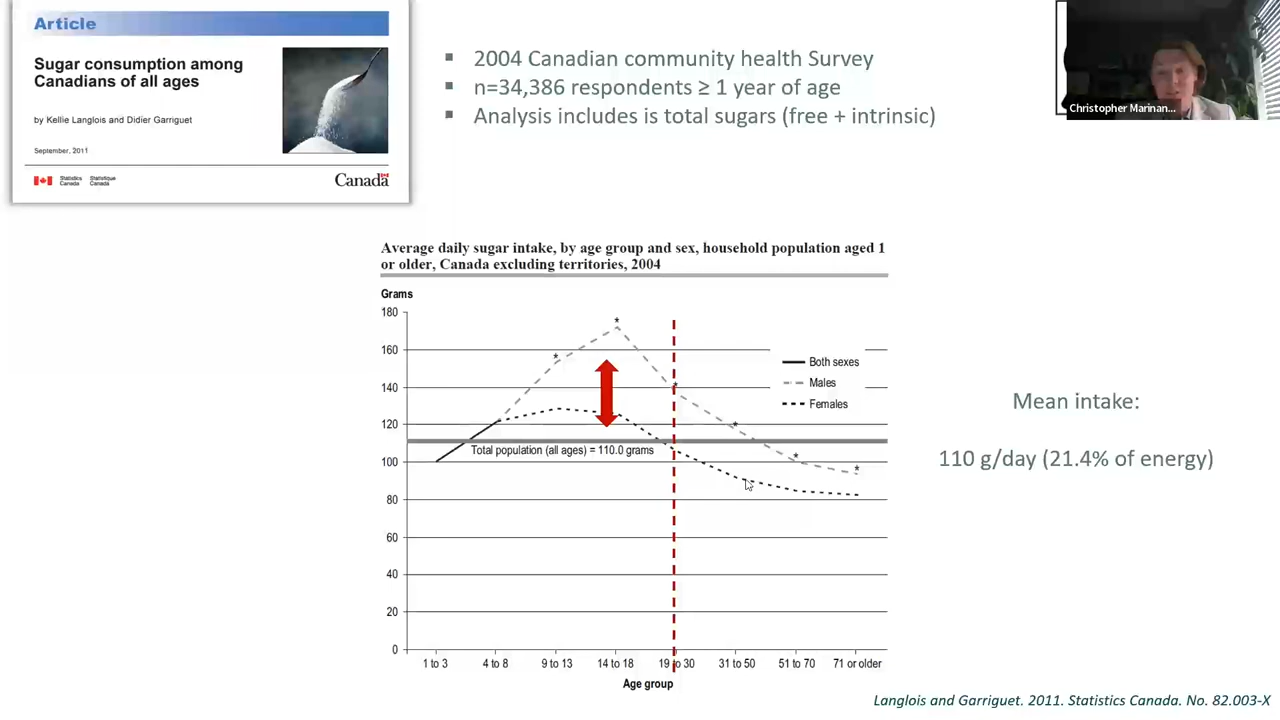 Article
Sugar consumption among
Canadians of all ages
by Kellie Langlois and Didier Garriguet
September, 2011
Statistics Statistique
Canada Canada
Canada
▪ 2004 Canadian community health Survey
▪ n=34,386 respondents ≥ 1 year of age
▪ Analysis includes is total sugars (free + intrinsic)
Christopher Marinan...
Average daily sugar intake, by age group and sex, household population aged 1
or older, Canada excluding territories, 2004
Grams
180
160
140
120
100
80
60
40
20
0
* * * * * * *
Both sexes
Males
Females
Total population (all ages) = 110.0 grams
1 to 3 4 to 8 9 to 13 14 to 18 19 to 30 31 to 50 51 to 70 71 or older
Age group
Mean intake:
110 g/day (21.4% of energy)
Langlois and Garriguet. 2011. Statistics Canada. No. 82.003-X